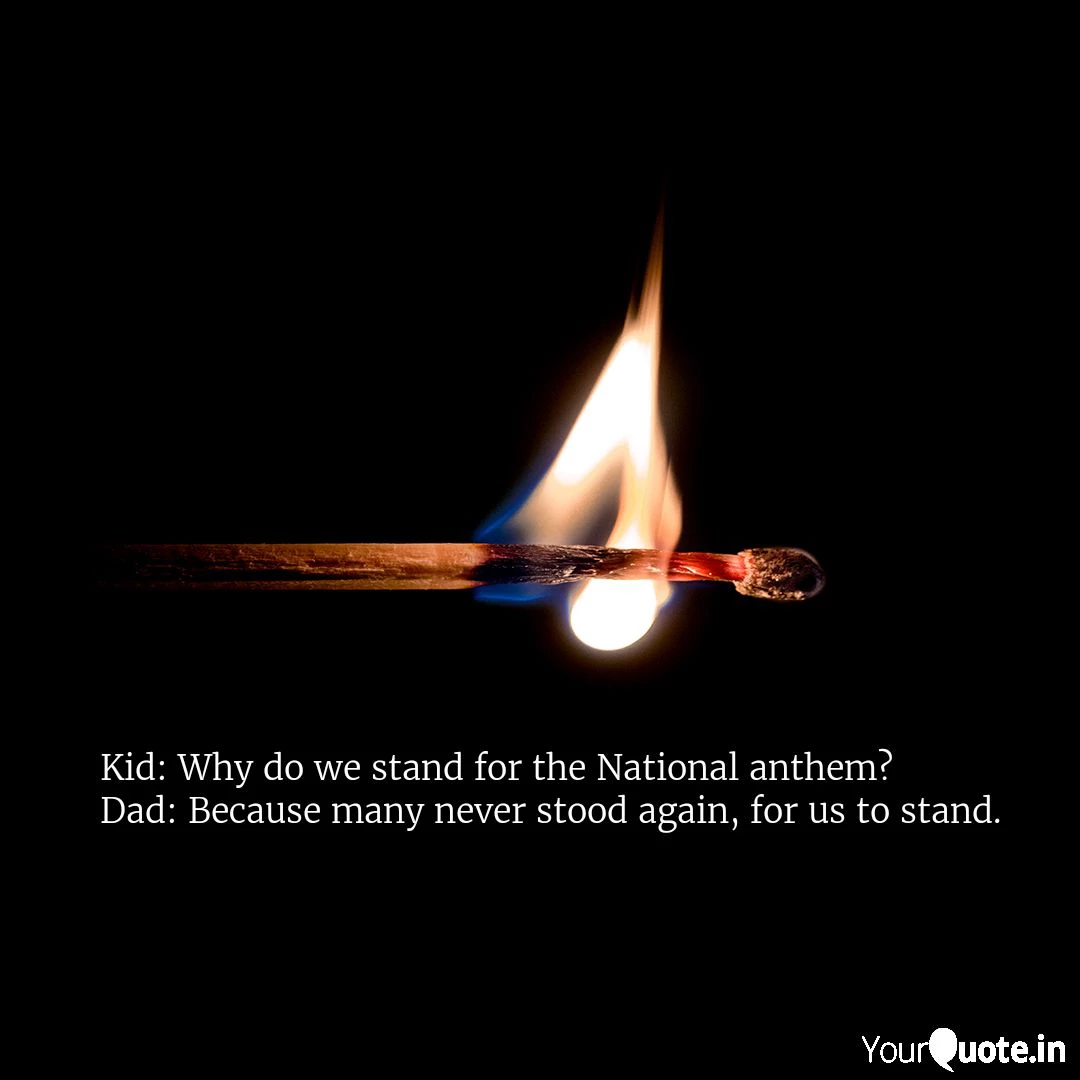 Kid: Why do we stand for the National anthem?
Dad: Because many never stood again, for us to stand.
YourQuote.in